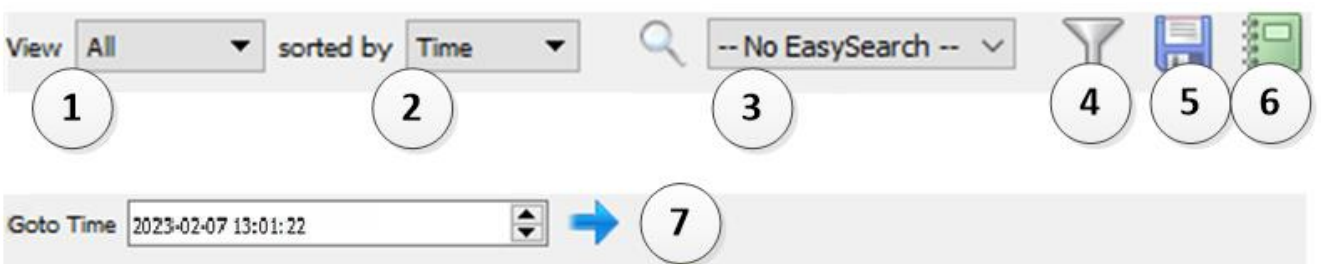 View All sorted by Time -- No EasySearch --
1 2 3 4 5 6
Goto Time 2023-02-07 13:01:22 7